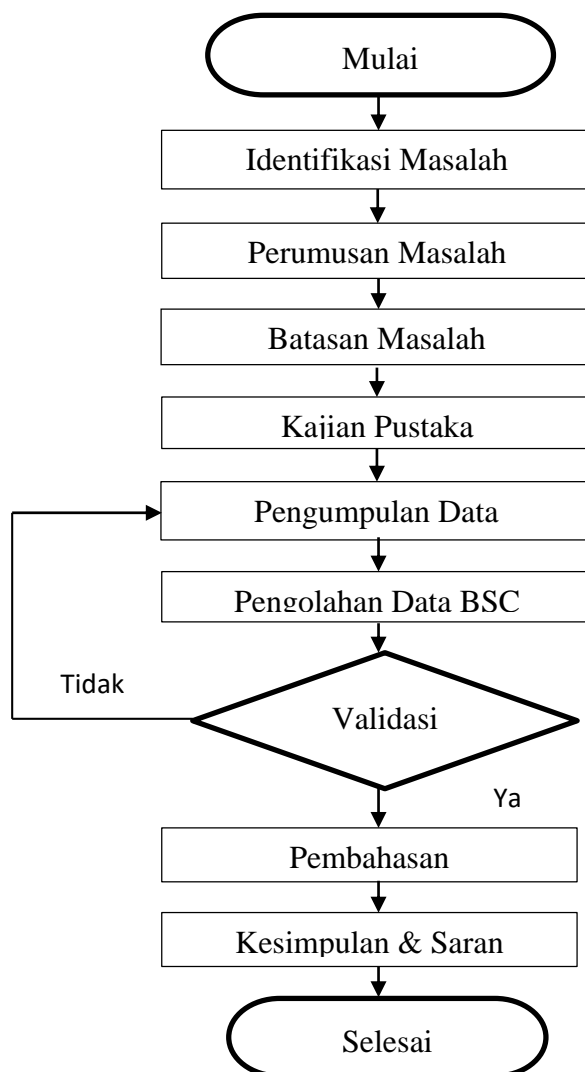 Mulai
Identifikasi Masalah
Perumusan Masalah
Batasan Masalah
Kajian Pustaka
Pengumpulan Data
Pengolahan Data BSC
Tidak
Validasi
Ya
Pembahasan
Kesimpulan & Saran
Selesai